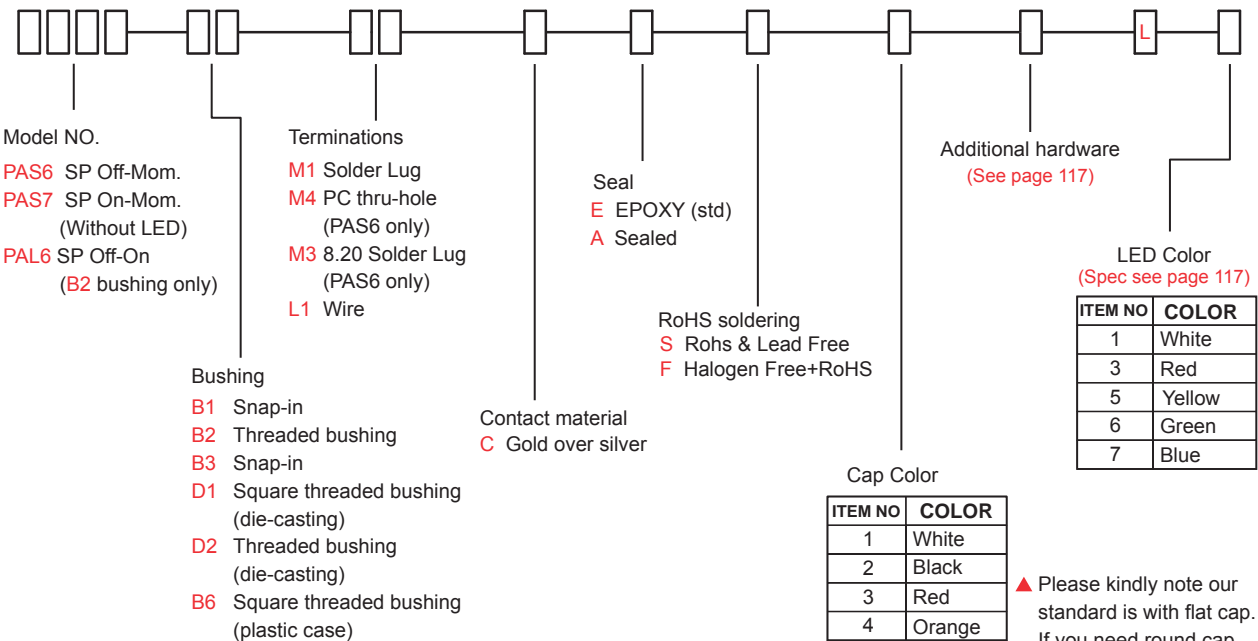 L
Model NO.
PAS6 SP Off-Mom.
PAS7 SP On-Mom.
(Without LED)
PAL6 SP Off-On
(B2 bushing only)
Bushing
B1 Snap-in
B2 Threaded bushing
B3 Snap-in
D1 Square threaded bushing
(die-casting)
D2 Threaded bushing
(die-casting)
B6 Square threaded bushing
(plastic case)
Terminations
M1 Solder Lug
M4 PC thru-hole
(PAS6 only)
M3 8.20 Solder Lug
(PAS6 only)
L1 Wire
Contact material
C Gold over silver
Seal
E EPOXY (std)
A Sealed
RoHS soldering
S Rohs & Lead Free
F Halogen Free+RoHS
Cap Color
ITEM NO COLOR
1 White
2 Black
3 Red
4 Orange
▲ Please kindly note our
standard is with flat cap.
If you need round cap
Additional hardware
(See page 117)
LED Color
(Spec see page 117)
ITEM NO COLOR
1 White
3 Red
5 Yellow
6 Green
7 Blue